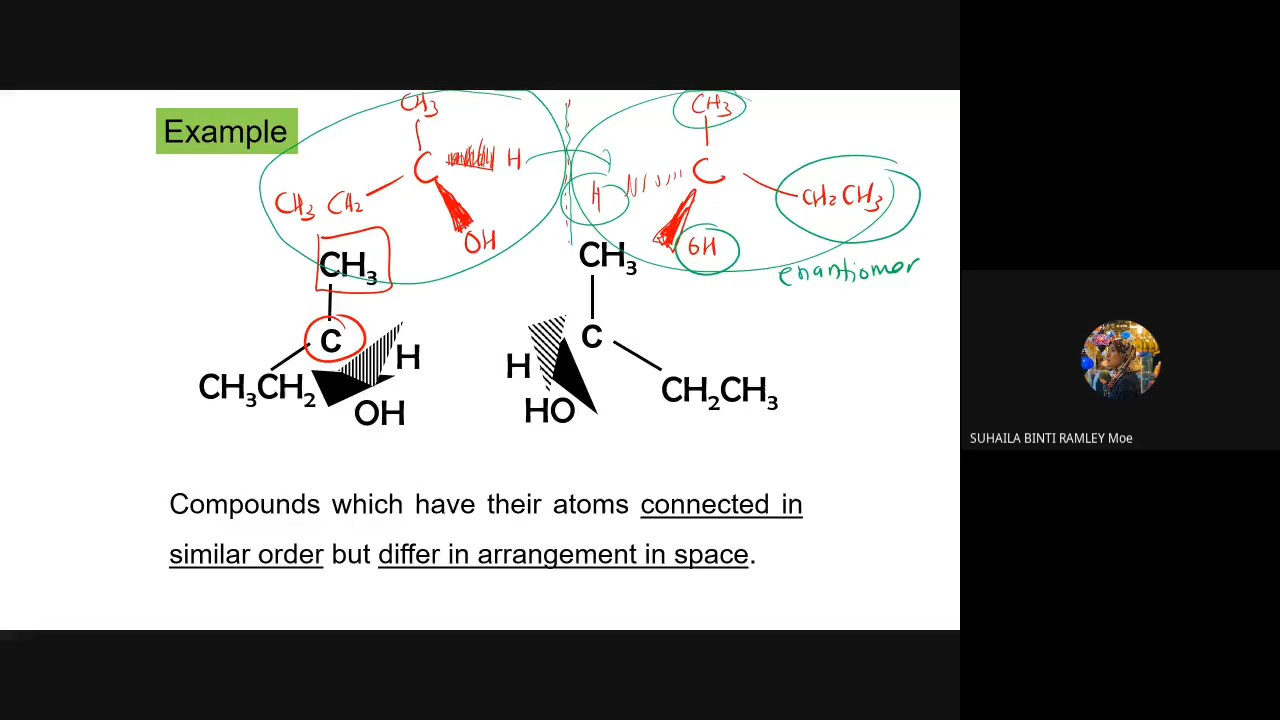 Example
CH3
C
H
CH3 CH2
OH
CH3
C
H
CH2 CH3
OH
enantiomer
CH₃
C
H
CH₃CH₂
OH
CH₃
C
H
HO
CH₂CH₃
Compounds which have their atoms connected in
similar order but differ in arrangement in space.
SUHAILA BINTI RAMLEY Moe